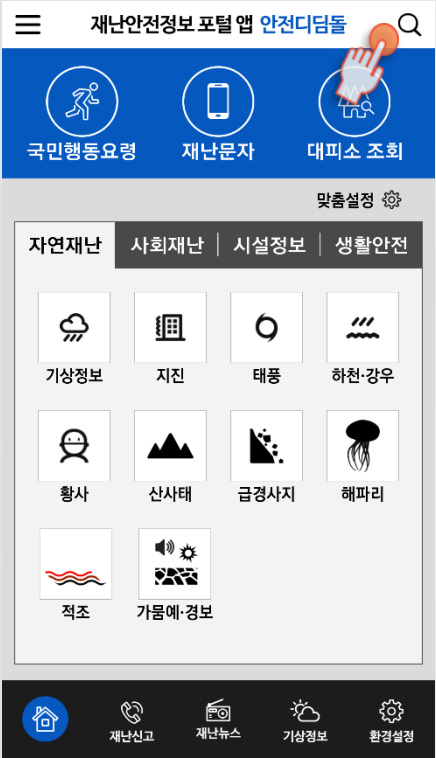 재난안전정보 포털 앱 안전디딤돌
국민행동요령 재난문자 대피소 조회
맞춤설정
자연재난 사회재난 시설정보 생활안전
기상정보 지진 태풍 하천·강우
황사 산사태 급경사지 해파리
적조 가뭄예·경보
재난신고 재난뉴스 기상정보 환경설정